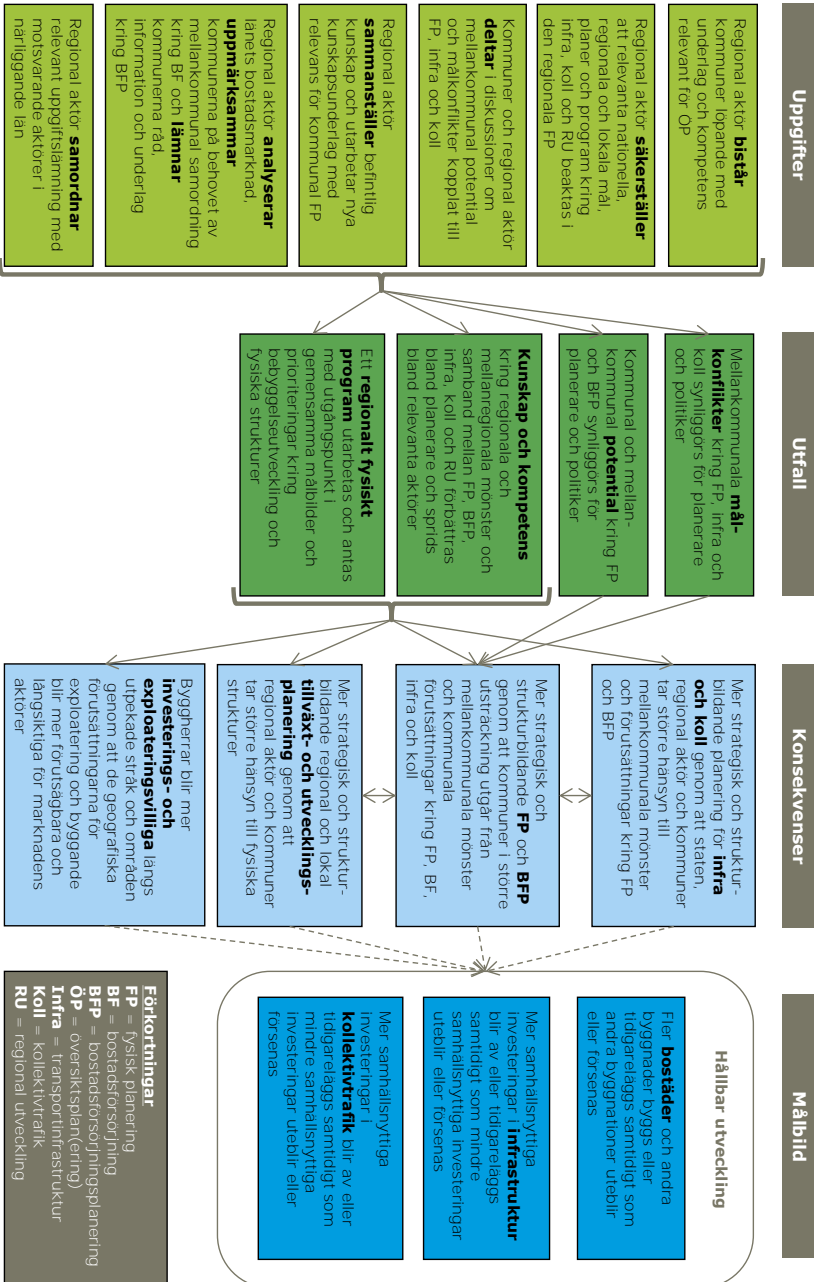 Uppgifter
Regional aktör bistår
kommuner löpande med
underlag och kompetens
relevant för ÖP
Regional aktör säkerställer
att relevanta nationella,
regionala och lokala mål,
planer och program kring
infra, koll och RU beaktas i
den regionala FP
Kommuner och regional aktör
deltar i diskussioner om
mellankommunal potential
och målkonflikter kopplat till
FP, infra och koll
Regional aktör
sammanställer befintlig
kunskap och utarbetar nya
kunskapsunderlag med
relevans för kommunal FP
Regional aktör analyserar
länets bostadsmarknad,
uppmärksammar
kommunerna på behovet av
mellankommunal samordning
kring BF och lämnar
kommunerna råd,
information och underlag
kring BFP
Regional aktör samordnar
relevant uppgiftslämning med
motsvarande aktörer i
närliggande län
Utfall
Mellankommunala mål-
konflikter kring FP, infra och
koll synliggörs för planerare
och politiker
Kommunal och mellan-
kommunal potential kring FP
och BFP synliggörs för
planerare och politiker
Kunskap och kompetens
kring regionala och
mellanregionala mönster och
samband mellan FP, BFP,
infra, koll och RU förbättras
bland planerare och sprids
bland relevanta aktörer
Ett regionalt fysiskt
program utarbetas och antas
med utgångspunkt i
gemensamma målbilder och
prioriteringar kring
bebyggelseutveckling och
fysiska strukturer
Konsekvenser
Mer strategisk och struktur-
bildande planering för infra
och koll genom att staten,
regional aktör och kommuner
tar större hänsyn till
mellankommunala mönster
och förutsättningar kring FP
och BFP
Mer strategisk och
strukturbildande FP och BFP
genom att kommuner i större
utsträckning utgår från
mellankommunala mönster
och kommunala
förutsättningar kring FP, BF,
infra och koll
Mer strategisk och struktur-
bildande regional och lokal
tillväxt- och utvecklings-
planering genom att
regional aktör och kommuner
tar större hänsyn till fysiska
strukturer
Byggherrar blir mer
investerings- och
exploateringsvilliga längs
utpekade stråk och områden
genom att de geografiska
förutsättningarna för
exploatering och byggande
blir mer förutsägbara och
långsiktiga för marknadens
aktörer
Målbild
Hållbar utveckling
Fler bostäder och andra
byggnader byggs eller
tidigareläggs samtidigt som
andra byggnationer uteblir
eller försenas
Mer samhällsnyttiga
investeringar i infrastruktur
blir av eller tidigareläggs
samtidigt som mindre
samhällsnyttiga investeringar
uteblir eller försenas
Mer samhällsnyttiga
investeringar i
kollektivtrafik blir av eller
tidigareläggs samtidigt som
mindre samhällsnyttiga
investeringar uteblir eller
försenas
Förkortningar
FP = fysisk planering
BF = bostadsförsörjning
BFP = bostadsförsörjningsplanering
ÖP = översiktsplan(ering)
Infra = transportinfrastruktur
Koll = kollektivtrafik
RU = regional utveckling